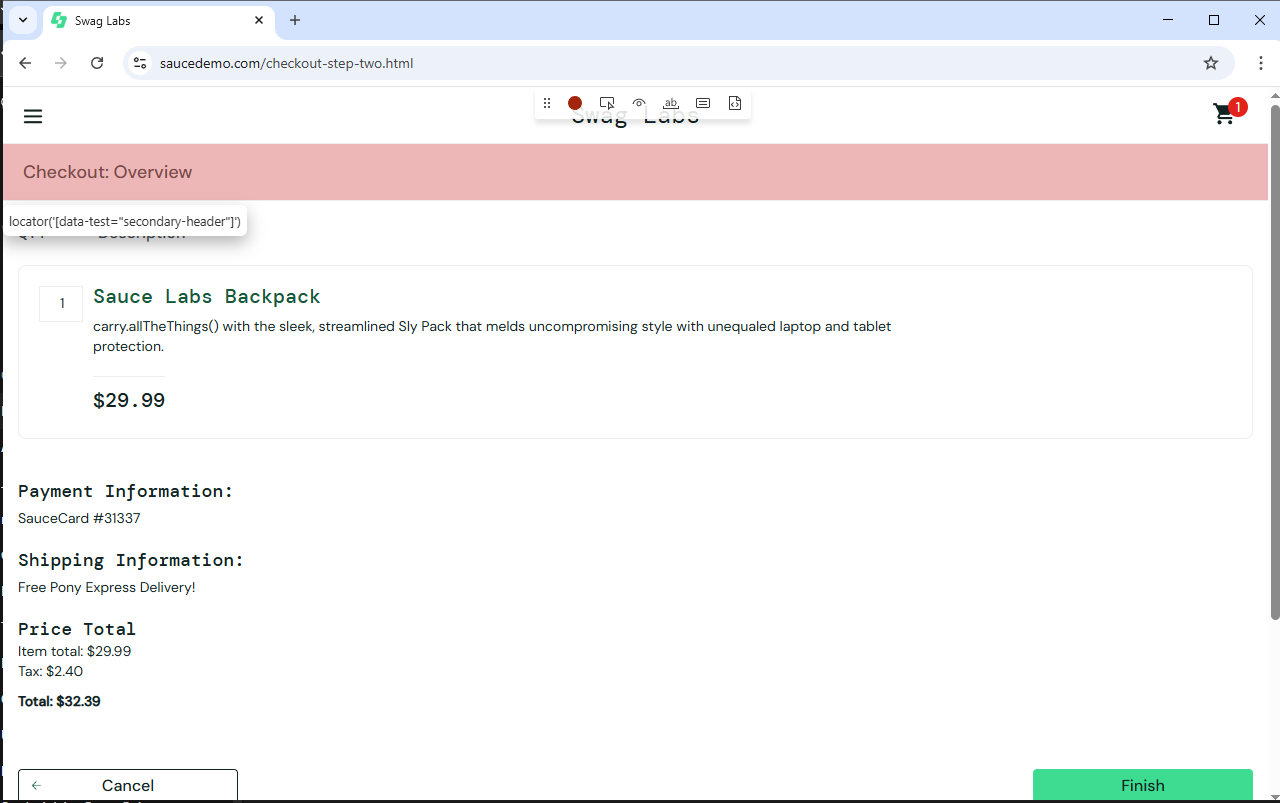 Swag Labs
saucedemo.com/checkout-step-two.html
ab
Swag Labs
1
Checkout: Overview
locator('[data-test="secondary-header"]')
QTY Description
1
Sauce Labs Backpack
carry.allTheThings() with the sleek, streamlined Sly Pack that melds uncompromising style with unequaled laptop and tablet
protection.
$29.99
Payment Information:
SauceCard #31337
Shipping Information:
Free Pony Express Delivery!
Price Total
Item total: $29.99
Tax: $2.40
Total: $32.39
Cancel
Finish